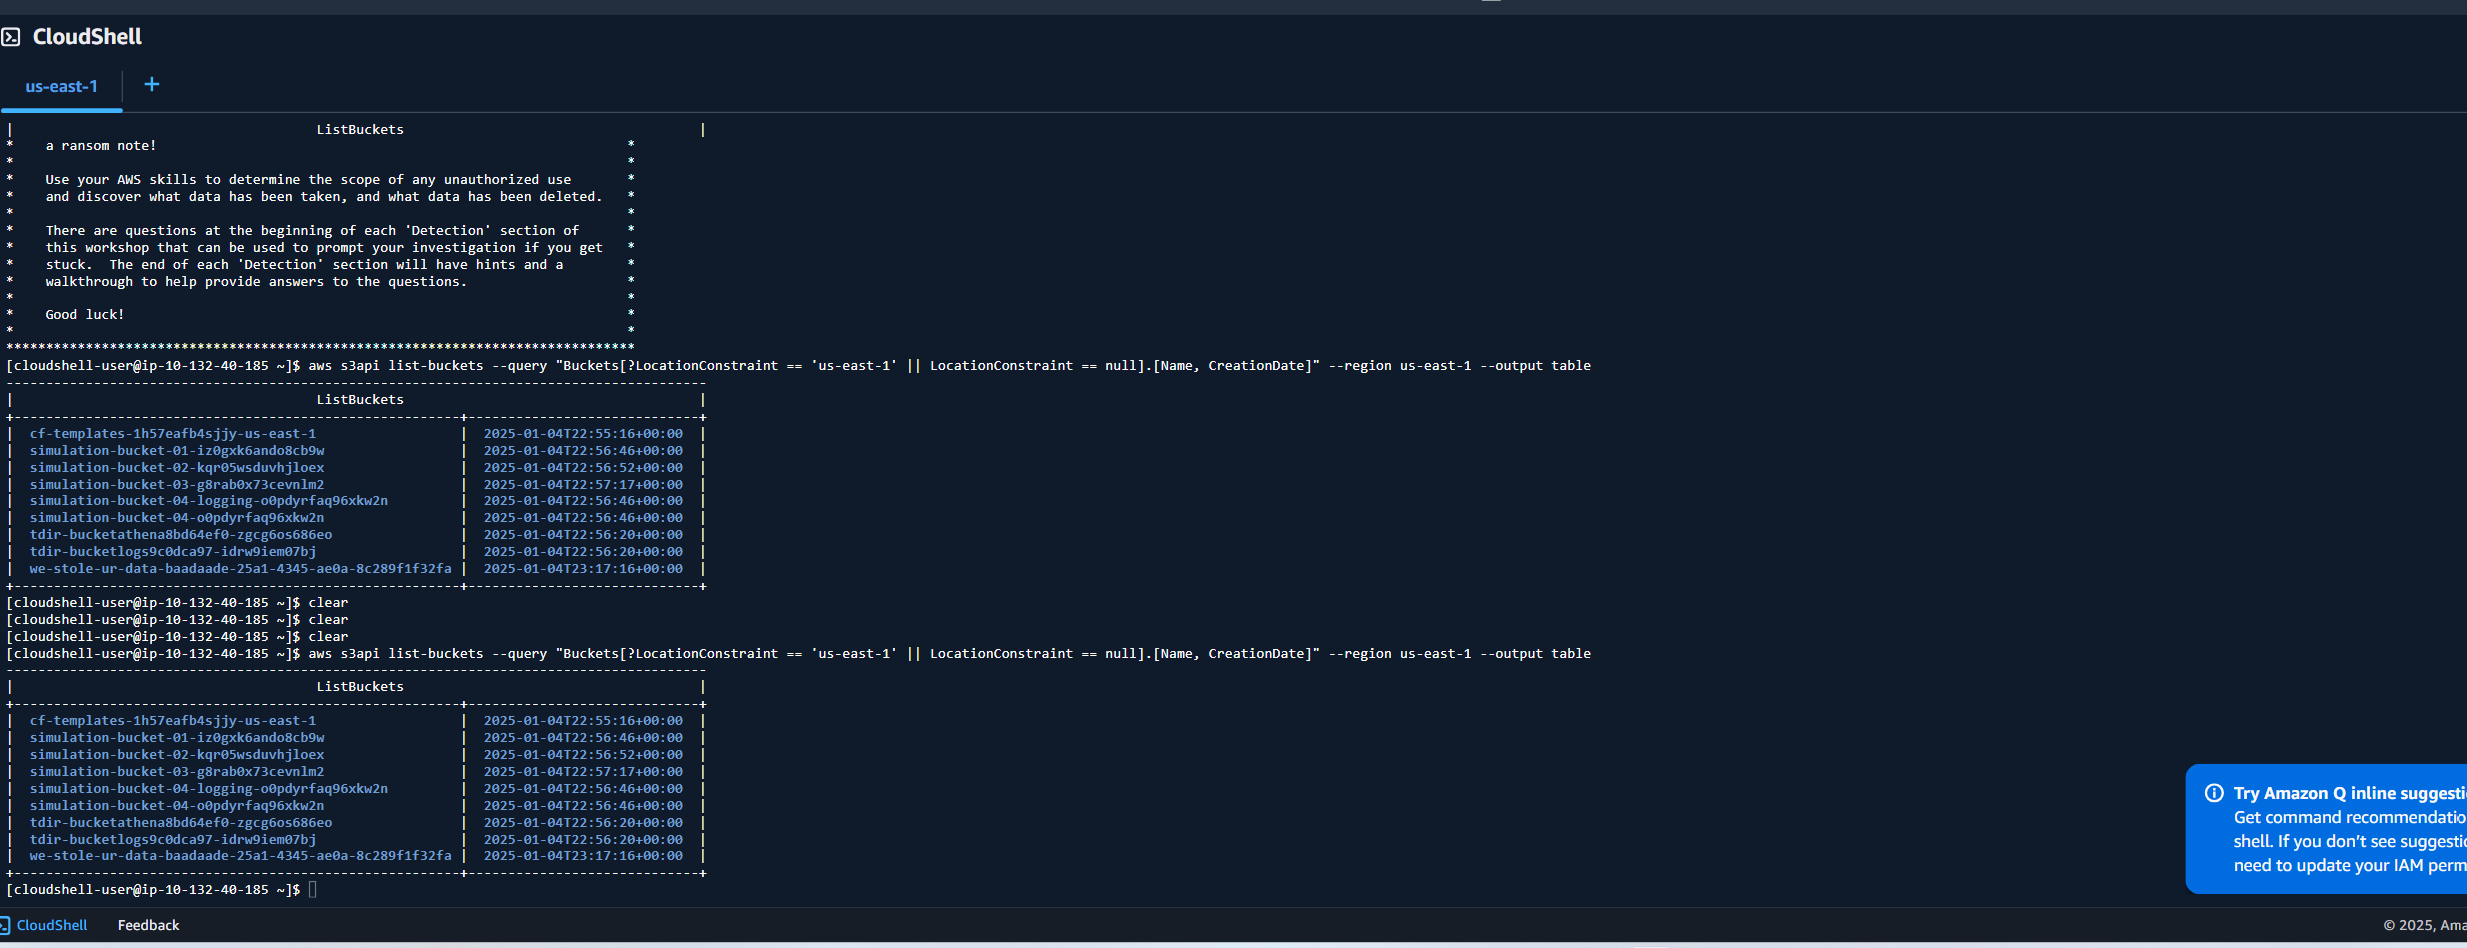 CloudShell
us-east-1 +
| ListBuckets |
* a ransom note! *
* *
* Use your AWS skills to determine the scope of any unauthorized use *
* and discover what data has been taken, and what data has been deleted. *
* *
* There are questions at the beginning of each 'Detection' section of *
* this workshop that can be used to prompt your investigation if you get *
* stuck. The end of each 'Detection' section will have hints and a *
* walkthrough to help provide answers to the questions. *
* *
* Good luck! *
* *
*******************************************************************************
[cloudshell-user@ip-10-132-40-185 ~]$ aws s3api list-buckets --query "Buckets[?LocationConstraint == 'us-east-1' || LocationConstraint == null].[Name, CreationDate]" --region us-east-1 --output table
----------------------------------------------------------------------------------------
| ListBuckets |
+---------------------------------------------------------+-----------------------------+
| cf-templates-1h57eafb4sjjy-us-east-1 | 2025-01-04T22:55:16+00:00 |
| simulation-bucket-01-iz0gxk6ando8cb9w | 2025-01-04T22:56:46+00:00 |
| simulation-bucket-02-kqr05wsduvhjloex | 2025-01-04T22:56:52+00:00 |
| simulation-bucket-03-g8rab0x73cevnlm2 | 2025-01-04T22:57:17+00:00 |
| simulation-bucket-04-logging-o0pdyrfaq96xkw2n | 2025-01-04T22:56:46+00:00 |
| simulation-bucket-04-o0pdyrfaq96xkw2n | 2025-01-04T22:56:46+00:00 |
| tdir-bucketathena8bd64ef0-zgcg6os686eo | 2025-01-04T22:56:20+00:00 |
| tdir-bucketlogs9c0dca97-idrw9iem07bj | 2025-01-04T22:56:20+00:00 |
| we-stole-ur-data-baadaade-25a1-4345-ae0a-8c289f1f32fa | 2025-01-04T23:17:16+00:00 |
+---------------------------------------------------------+-----------------------------+
[cloudshell-user@ip-10-132-40-185 ~]$ clear
[cloudshell-user@ip-10-132-40-185 ~]$ clear
[cloudshell-user@ip-10-132-40-185 ~]$ clear
[cloudshell-user@ip-10-132-40-185 ~]$ aws s3api list-buckets --query "Buckets[?LocationConstraint == 'us-east-1' || LocationConstraint == null].[Name, CreationDate]" --region us-east-1 --output table
----------------------------------------------------------------------------------------
| ListBuckets |
+---------------------------------------------------------+-----------------------------+
| cf-templates-1h57eafb4sjjy-us-east-1 | 2025-01-04T22:55:16+00:00 |
| simulation-bucket-01-iz0gxk6ando8cb9w | 2025-01-04T22:56:46+00:00 |
| simulation-bucket-02-kqr05wsduvhjloex | 2025-01-04T22:56:52+00:00 |
| simulation-bucket-03-g8rab0x73cevnlm2 | 2025-01-04T22:57:17+00:00 |
| simulation-bucket-04-logging-o0pdyrfaq96xkw2n | 2025-01-04T22:56:46+00:00 |
| simulation-bucket-04-o0pdyrfaq96xkw2n | 2025-01-04T22:56:46+00:00 |
| tdir-bucketathena8bd64ef0-zgcg6os686eo | 2025-01-04T22:56:20+00:00 |
| tdir-bucketlogs9c0dca97-idrw9iem07bj | 2025-01-04T22:56:20+00:00 |
| we-stole-ur-data-baadaade-25a1-4345-ae0a-8c289f1f32fa | 2025-01-04T23:17:16+00:00 |
+---------------------------------------------------------+-----------------------------+
[cloudshell-user@ip-10-132-40-185 ~]$
Try Amazon Q inline suggesti
Get command recommendatio
shell. If you don't see suggesti
need to update your IAM perm
CloudShell Feedback © 2025, Ama